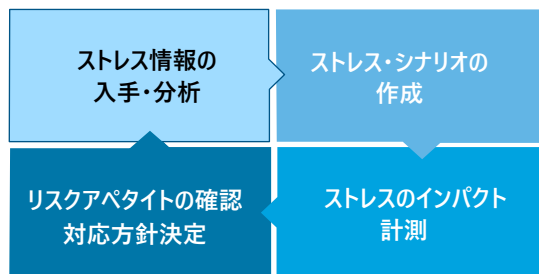 ストレス情報の
入手・分析
ストレス・シナリオの
作成
リスクアペタイトの確認
対応方針決定
ストレスのインパクト
計測